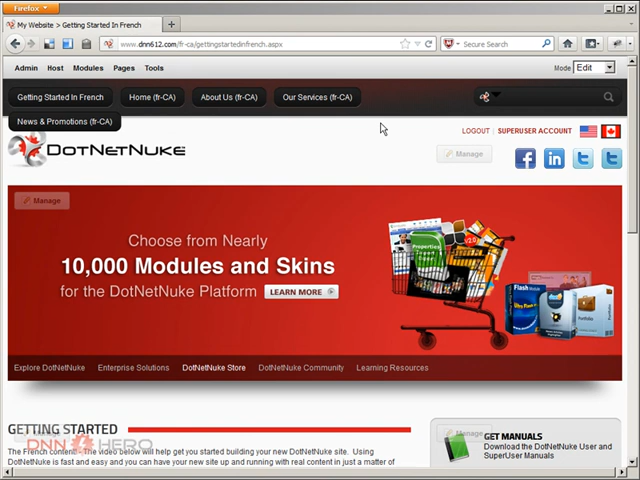 Firefox
My Website > Getting Started In French
www.dnn612.com/fr-ca/gettingstartedinfrench.aspx
Secure Search
Admin Host Modules Pages Tools
Mode Edit
Getting Started In French Home (fr-CA) About Us (fr-CA) Our Services (fr-CA)
News & Promotions (fr-CA)
LOGOUT SUPERUSER ACCOUNT
DOTNETNUKE
Manage
Manage
Choose from Nearly
10,000 Modules and Skins
for the DotNetNuke Platform LEARN MORE
Explore DotNetNuke Enterprise Solutions DotNetNuke Store DotNetNuke Community Learning Resources
GETTING STARTED
DNN HERO
The French content. The video below will help get you started building your new DotNetNuke site. Using
DotNetNuke is fast and easy and you can have your new site up and running with real content in just a matter of
Manage
GET MANUALS
Download the DotNetNuke User and
SuperUser Manuals